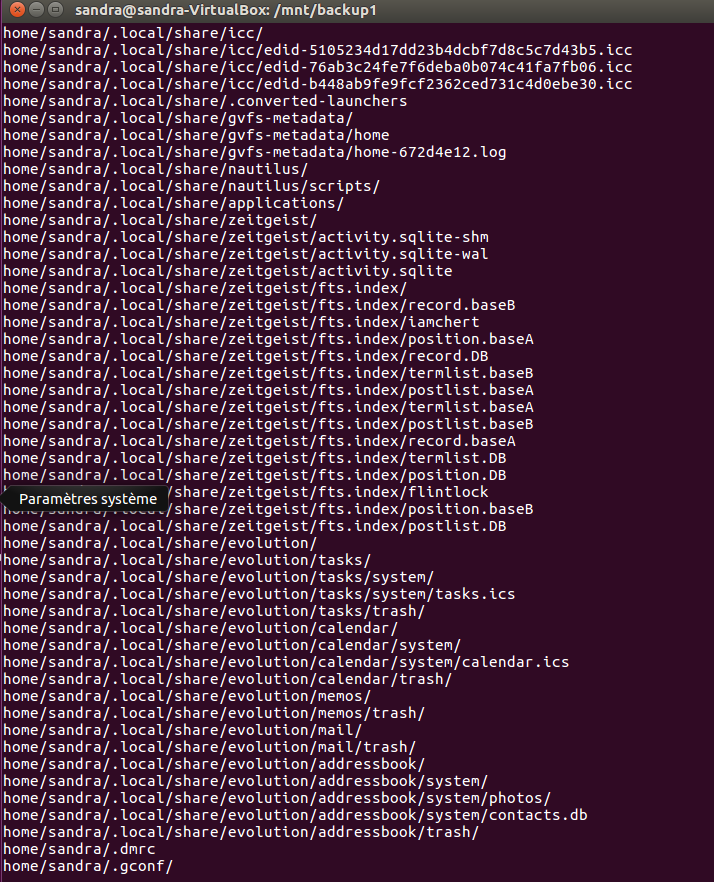 sandra@sandra-VirtualBox: /mnt/backup1
home/sandra/.local/share/icc/
home/sandra/.local/share/icc/edid-5105234d17dd23b4dcbf7d8c5c7d43b5.icc
home/sandra/.local/share/icc/edid-76ab3c24fe7f6deba0b074c41fa7fb06.icc
home/sandra/.local/share/icc/edid-b448ab9fe9fcf2362ced731c4d0ebe30.icc
home/sandra/.local/share/.converted-launchers
home/sandra/.local/share/gvfs-metadata/
home/sandra/.local/share/gvfs-metadata/home
home/sandra/.local/share/gvfs-metadata/home-672d4e12.log
home/sandra/.local/share/nautilus/
home/sandra/.local/share/nautilus/scripts/
home/sandra/.local/share/applications/
home/sandra/.local/share/zeitgeist/
home/sandra/.local/share/zeitgeist/activity.sqlite-shm
home/sandra/.local/share/zeitgeist/activity.sqlite-wal
home/sandra/.local/share/zeitgeist/activity.sqlite
home/sandra/.local/share/zeitgeist/fts.index/
home/sandra/.local/share/zeitgeist/fts.index/record.baseB
home/sandra/.local/share/zeitgeist/fts.index/iamchert
home/sandra/.local/share/zeitgeist/fts.index/position.baseA
home/sandra/.local/share/zeitgeist/fts.index/record.DB
home/sandra/.local/share/zeitgeist/fts.index/termlist.baseB
home/sandra/.local/share/zeitgeist/fts.index/postlist.baseA
home/sandra/.local/share/zeitgeist/fts.index/termlist.baseA
home/sandra/.local/share/zeitgeist/fts.index/postlist.baseB
home/sandra/.local/share/zeitgeist/fts.index/record.baseA
home/sandra/.local/share/zeitgeist/fts.index/termlist.DB
home/sandra/.local/share/zeitgeist/fts.index/position.DB
Paramètres système /share/zeitgeist/fts.index/flintlock
home/sandra/.local/share/zeitgeist/fts.index/position.baseB
home/sandra/.local/share/zeitgeist/fts.index/postlist.DB
home/sandra/.local/share/evolution/
home/sandra/.local/share/evolution/tasks/
home/sandra/.local/share/evolution/tasks/system/
home/sandra/.local/share/evolution/tasks/system/tasks.ics
home/sandra/.local/share/evolution/tasks/trash/
home/sandra/.local/share/evolution/calendar/
home/sandra/.local/share/evolution/calendar/system/
home/sandra/.local/share/evolution/calendar/system/calendar.ics
home/sandra/.local/share/evolution/calendar/trash/
home/sandra/.local/share/evolution/memos/
home/sandra/.local/share/evolution/memos/trash/
home/sandra/.local/share/evolution/mail/
home/sandra/.local/share/evolution/mail/trash/
home/sandra/.local/share/evolution/addressbook/
home/sandra/.local/share/evolution/addressbook/system/
home/sandra/.local/share/evolution/addressbook/system/photos/
home/sandra/.local/share/evolution/addressbook/system/contacts.db
home/sandra/.local/share/evolution/addressbook/trash/
home/sandra/.dmrc
home/sandra/.gconf/